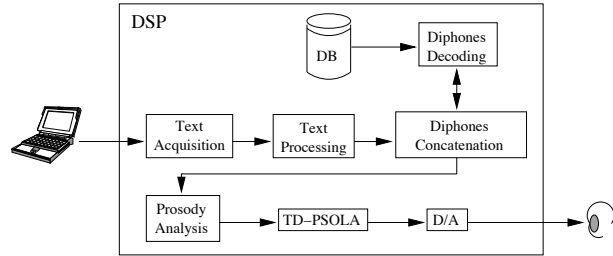 DSP
DB
Diphones
Decoding
Text
Acquisition
Text
Processing
Diphones
Concatenation
Prosody
Analysis
TD−PSOLA
D/A